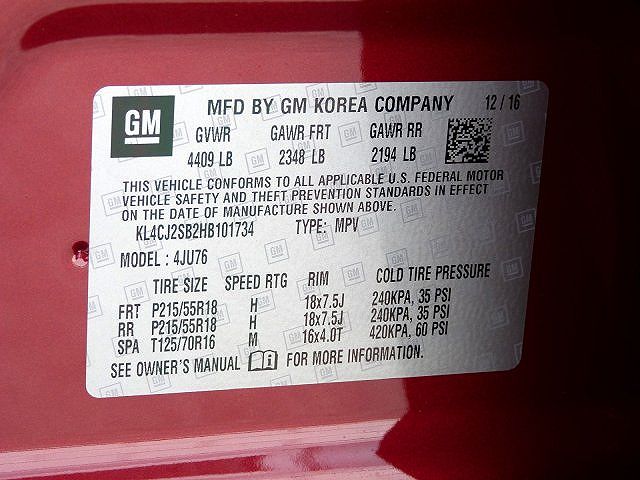 GM
MFD BY GM KOREA COMPANY 12/16
GVWR GAWR FRT GAWR RR
4409 LB 2348 LB 2194 LB
THIS VEHICLE CONFORMS TO ALL APPLICABLE U.S. FEDERAL MOTOR
VEHICLE SAFETY AND THEFT PREVENTION STANDARDS IN EFFECT
ON THE DATE OF MANUFACTURE SHOWN ABOVE.
KL4CJ2SB2HB101734 TYPE: MPV
MODEL: 4JU76
TIRE SIZE SPEED RTG RIM COLD TIRE PRESSURE
FRT P215/55R18 H 18x7.5J 240KPA, 35 PSI
RR P215/55R18 H 18x7.5J 240KPA, 35 PSI
SPA T125/70R16 M 16x4.0T 420KPA, 60 PSI
SEE OWNER'S MANUAL FOR MORE INFORMATION.